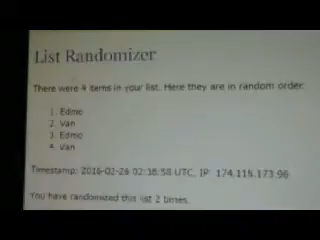 List Randomizer
There were 4 items in your list. Here they are in random order:
1. Edmo
2. Van
3. Edmo
4. Van
Timestamp: 2016-02-26 02:38:58 UTC, IP: 174.115.173.96
You have randomized this list 2 times.